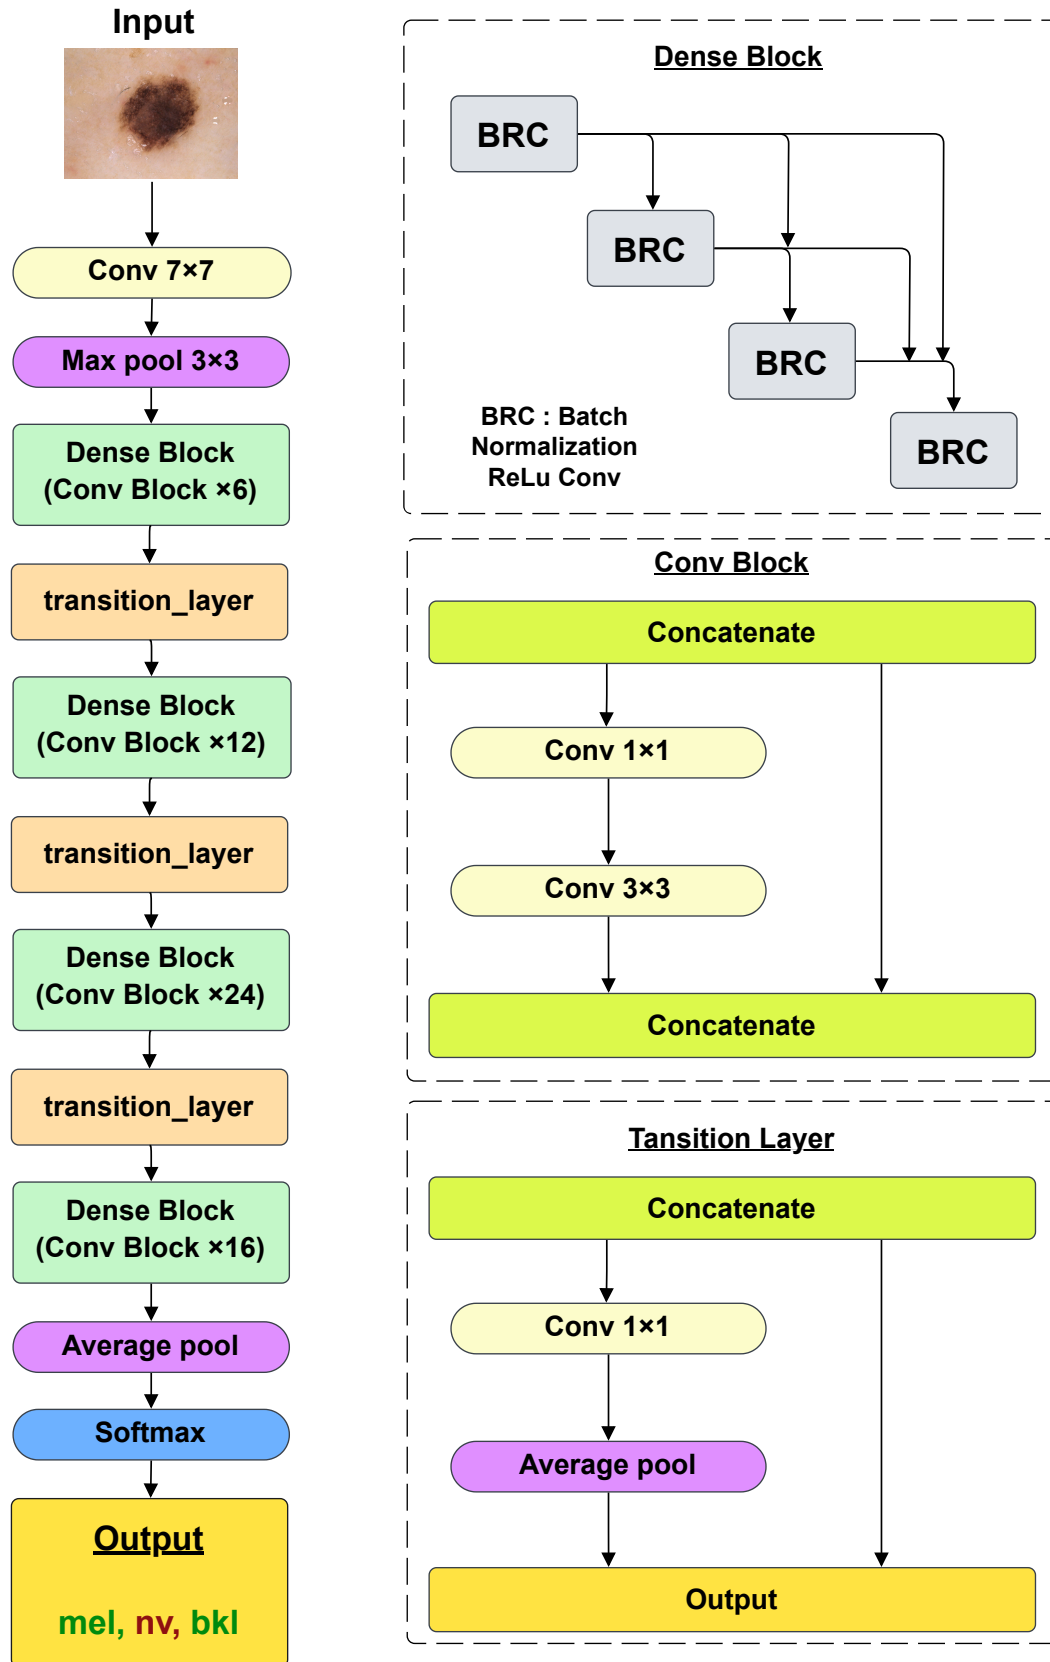 Input
Conv 7×7
Max pool 3×3
Dense Block
(Conv Block ×6)
transition_layer
Dense Block
(Conv Block ×12)
transition_layer
Dense Block
(Conv Block ×24)
transition_layer
Dense Block
(Conv Block ×16)
Average pool
Softmax
Output
mel, nv, bkl
Dense Block
BRC
BRC
BRC
BRC
BRC : Batch
Normalization
ReLu Conv
Conv Block
Concatenate
Conv 1×1
Conv 3×3
Concatenate
Tansition Layer
Concatenate
Conv 1×1
Average pool
Output